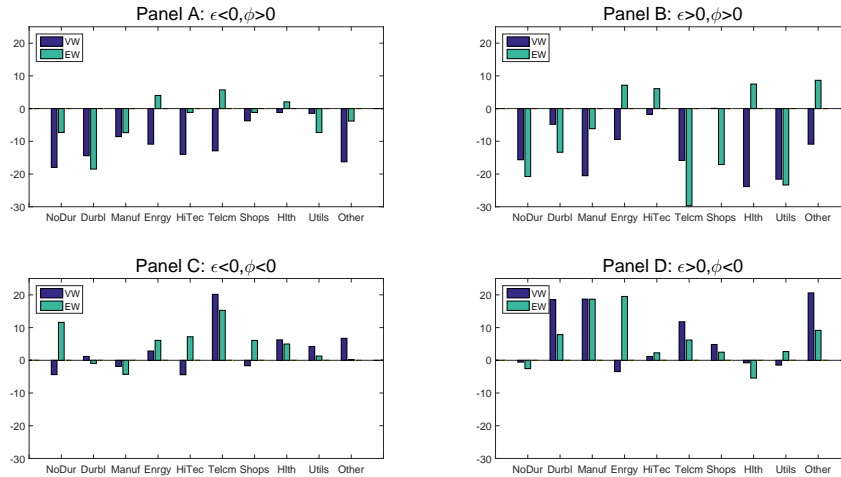 Panel A: ϵ<0,ϕ>0
VW
EW
20
10
0
-10
-20
-30
NoDur Durbl Manuf Enrgy HiTec Telcm Shops Hlth Utils Other
Panel B: ϵ>0,ϕ>0
VW
EW
20
10
0
-10
-20
-30
NoDur Durbl Manuf Enrgy HiTec Telcm Shops Hlth Utils Other
Panel C: ϵ<0,ϕ<0
VW
EW
20
10
0
-10
-20
-30
NoDur Durbl Manuf Enrgy HiTec Telcm Shops Hlth Utils Other
Panel D: ϵ>0,ϕ<0
VW
EW
20
10
0
-10
-20
-30
NoDur Durbl Manuf Enrgy HiTec Telcm Shops Hlth Utils Other